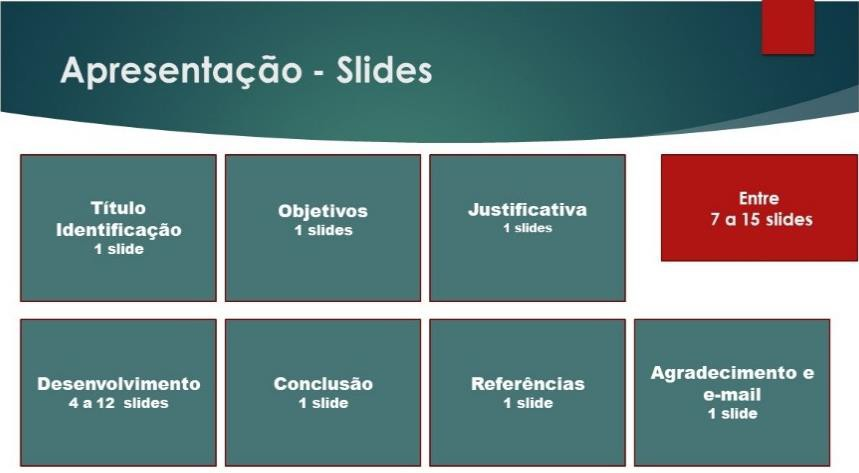 Apresentação - Slides
Título
Identificação
1 slide
Objetivos
1 slides
Justificativa
1 slides
Entre
7 a 15 slides
Desenvolvimento
4 a 12 slides
Conclusão
1 slide
Referências
1 slide
Agradecimento e
e-mail
1 slide